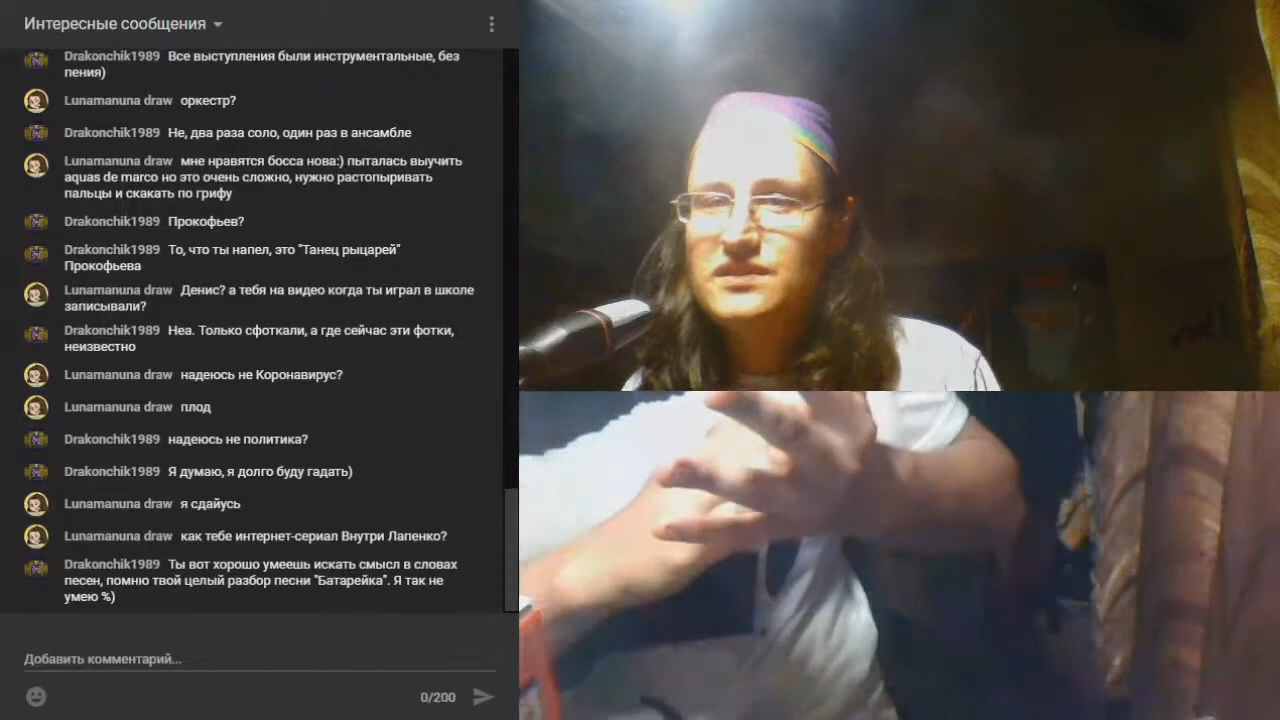 Интересные сообщения
Drakonchik1989 Все выступления были инструментальные, без
пения)
Lunamanuna draw оркестр?
Drakonchik1989 Не, два раза соло, один раз в ансамбле
Lunamanuna draw мне нравятся босса нова:) пыталась выучить
aquas de marco но это очень сложно, нужно растопыривать
пальцы и скакать по грифу
Drakonchik1989 Прокофьев?
Drakonchik1989 То, что ты напел, это "Танец рыцарей"
Прокофьева
Lunamanuna draw Денис? а тебя на видео когда ты играл в школе
записывали?
Drakonchik1989 Неа. Только сфоткали, а где сейчас эти фотки,
неизвестно
Lunamanuna draw надеюсь не Коронавирус?
Lunamanuna draw плод
Drakonchik1989 надеюсь не политика?
Drakonchik1989 Я думаю, я долго буду гадать)
Lunamanuna draw я сдайусь
Lunamanuna draw как тебе интернет-сериал Внутри Лапенко?
Drakonchik1989 Ты вот хорошо умеешь искать смысл в словах
песен, помню твой целый разбор песни "Батарейка". Я так не
умею %)
Добавить комментарий...
0/200